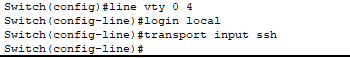 Switch(config)#line vty 0 4
Switch(config-line)#login local
Switch(config-line)#transport input ssh
Switch(config-line)#